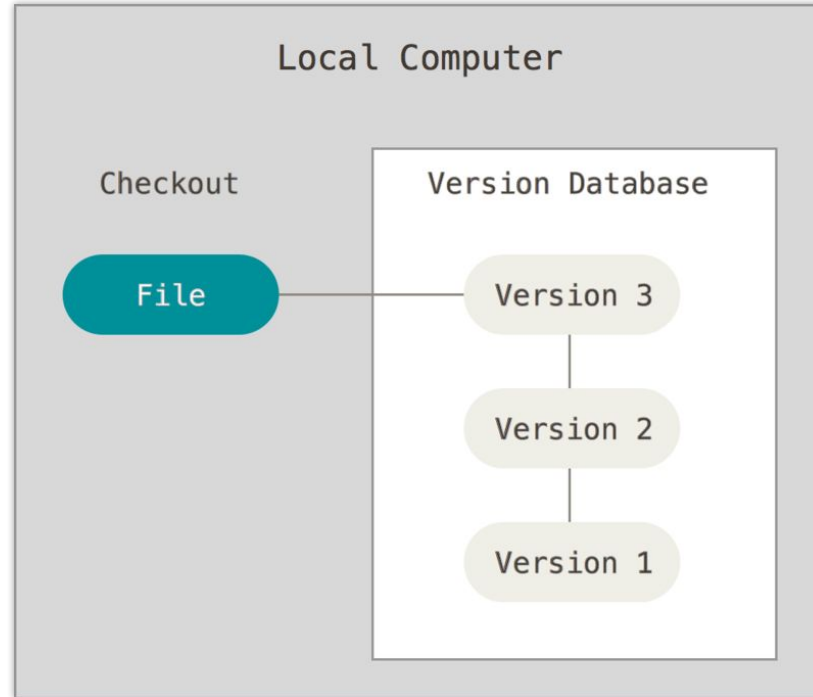 Local Computer
Checkout
Version Database
File
Version 3
Version 2
Version 1